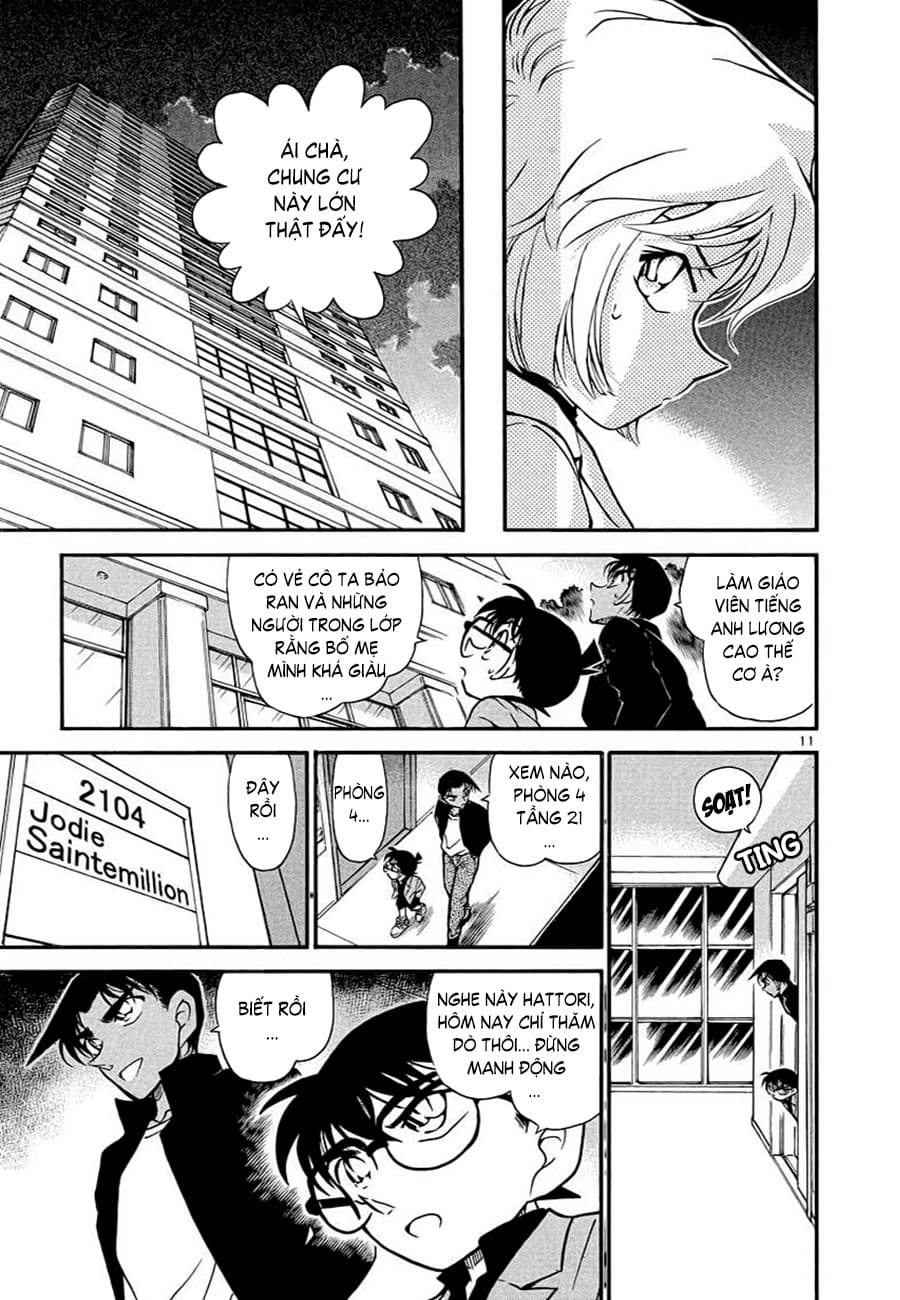 ÁI CHÀ,
CHUNG CƯ
NÀY LỚN
THẬT ĐẤY!
LÀM GIÁO
VIÊN TIẾNG
ANH LƯƠNG
CAO THẾ
CƠ À?
CÓ VẺ CÔ TA BẢO
RAN VÀ NHỮNG
NGƯỜI TRONG LỚP
RẰNG BỐ MẸ
MÌNH KHÁ GIÀU
...
11
SOẠT!
TING
XEM NÀO,
PHÒNG 4
TẦNG 21
...
PHÒNG
4...
ĐÂY
RỒI
...
2104
Jodie
Saintemillion
NGHE NÀY HATTORI,
HÔM NAY CHỈ THĂM
DÒ THÔI... ĐỪNG
MANH ĐỘNG
...
BIẾT RỒI
...